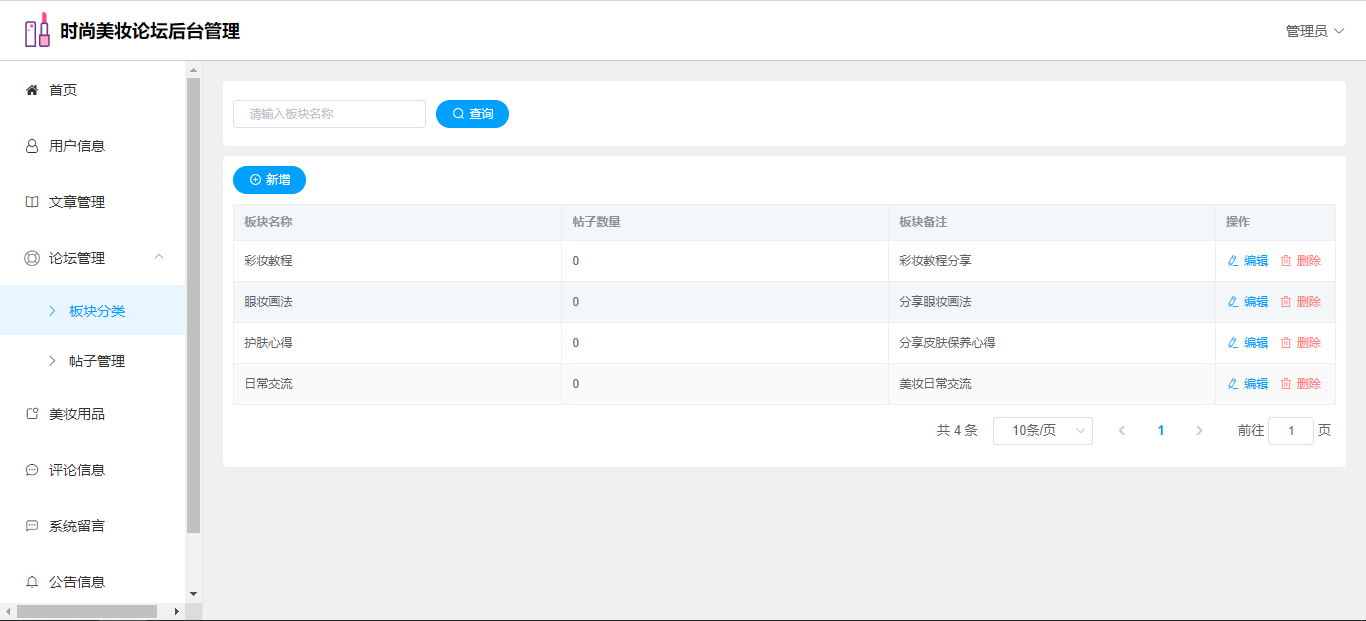 时尚美妆论坛后台管理
管理员
首页
用户信息
文章管理
论坛管理
板块分类
帖子管理
美妆用品
评论信息
系统留言
公告信息
请输入板块名称
查询
新增
板块名称 帖子数量 板块备注 操作
彩妆教程 0 彩妆教程分享 编辑 删除
眼妆画法 0 分享眼妆画法 编辑 删除
护肤心得 0 分享皮肤保养心得 编辑 删除
日常交流 0 美妆日常交流 编辑 删除
共 4 条 10条/页 1 前往 1 页